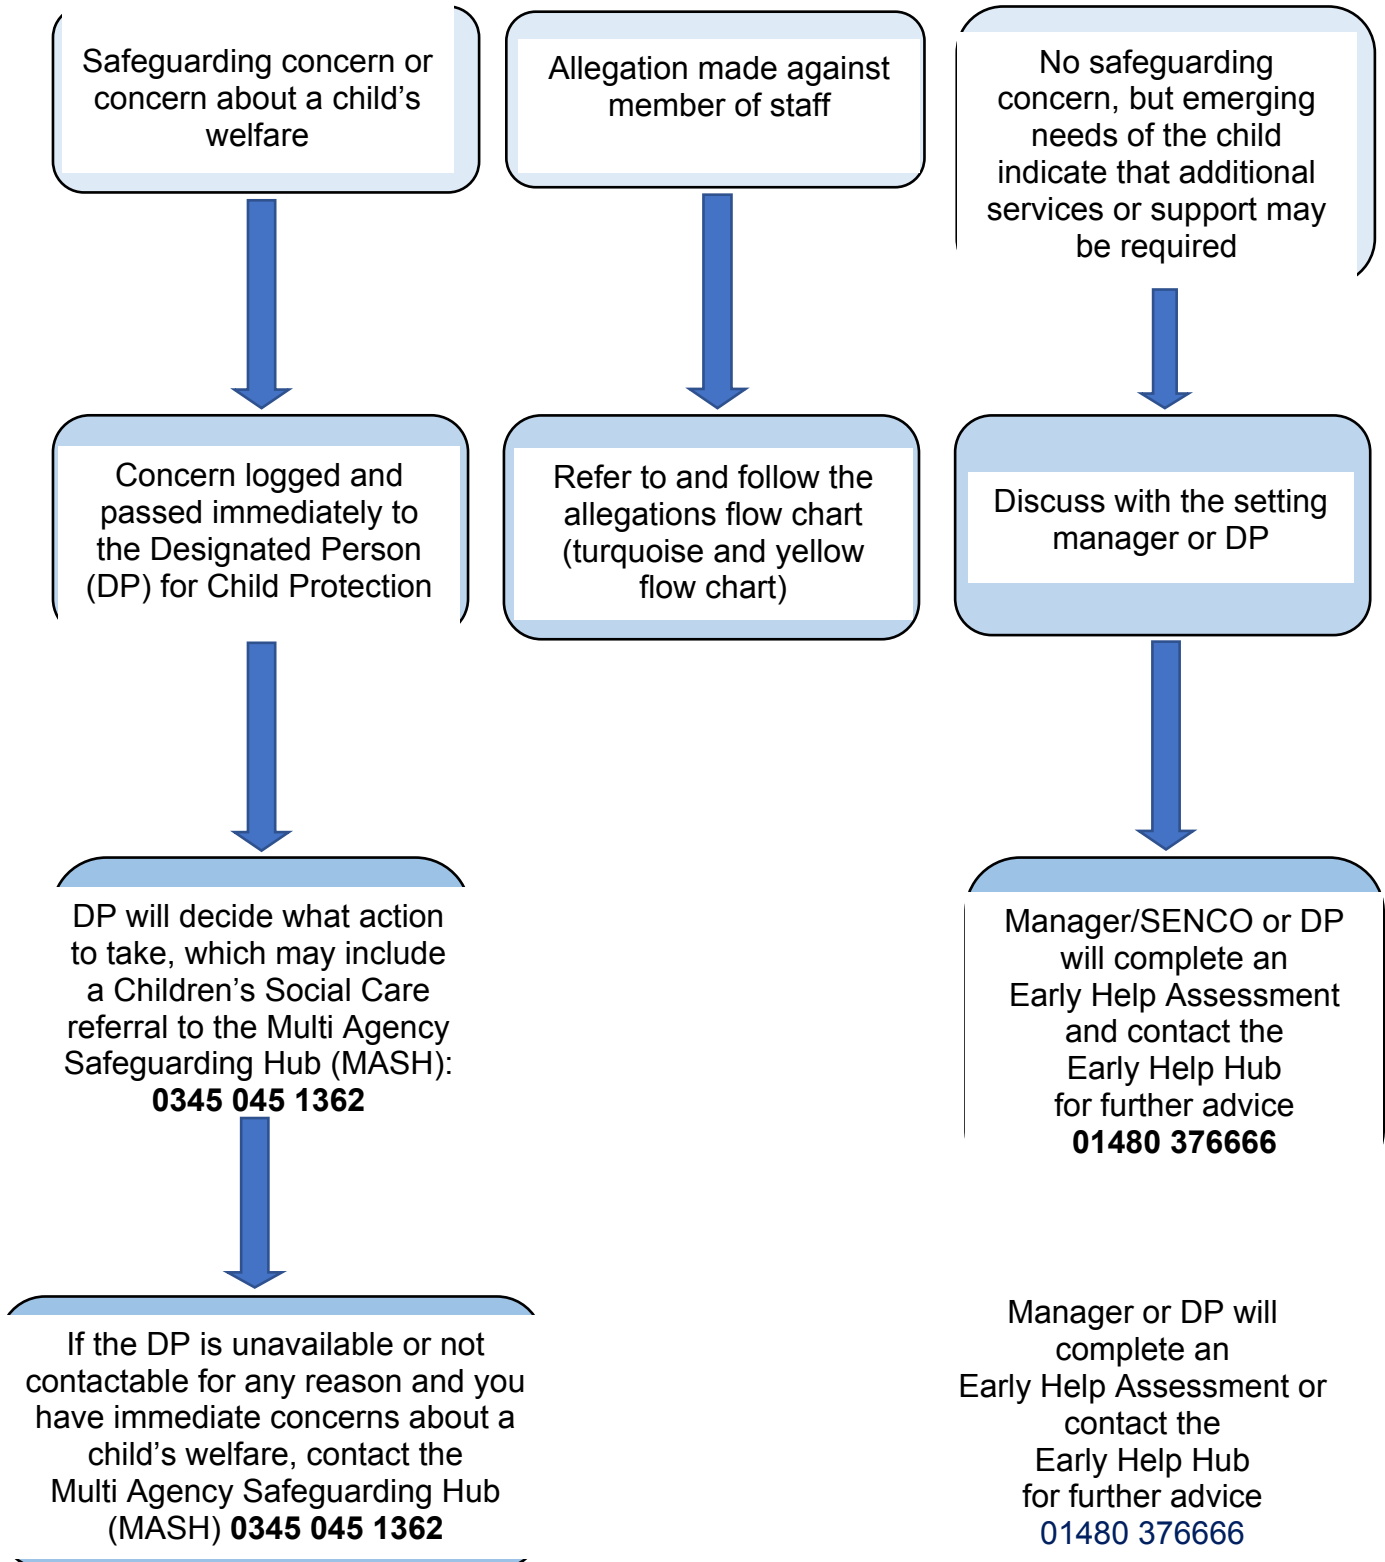 Safeguarding concern or
concern about a child’s
welfare
Allegation made against
member of staff
No safeguarding
concern, but emerging
needs of the child
indicate that additional
services or support may
be required
Concern logged and
passed immediately to
the Designated Person
(DP) for Child Protection
Refer to and follow the
allegations flow chart
(turquoise and yellow
flow chart)
Discuss with the setting
manager or DP
DP will decide what action
to take, which may include
a Children’s Social Care
referral to the Multi Agency
Safeguarding Hub (MASH):
0345 045 1362
Manager/SENCO or DP
will complete an
Early Help Assessment
and contact the
Early Help Hub
for further advice
01480 376666
If the DP is unavailable or not
contactable for any reason and you
have immediate concerns about a
child’s welfare, contact the
Multi Agency Safeguarding Hub
(MASH) 0345 045 1362
Manager or DP will
complete an
Early Help Assessment or
contact the
Early Help Hub
for further advice
01480 376666